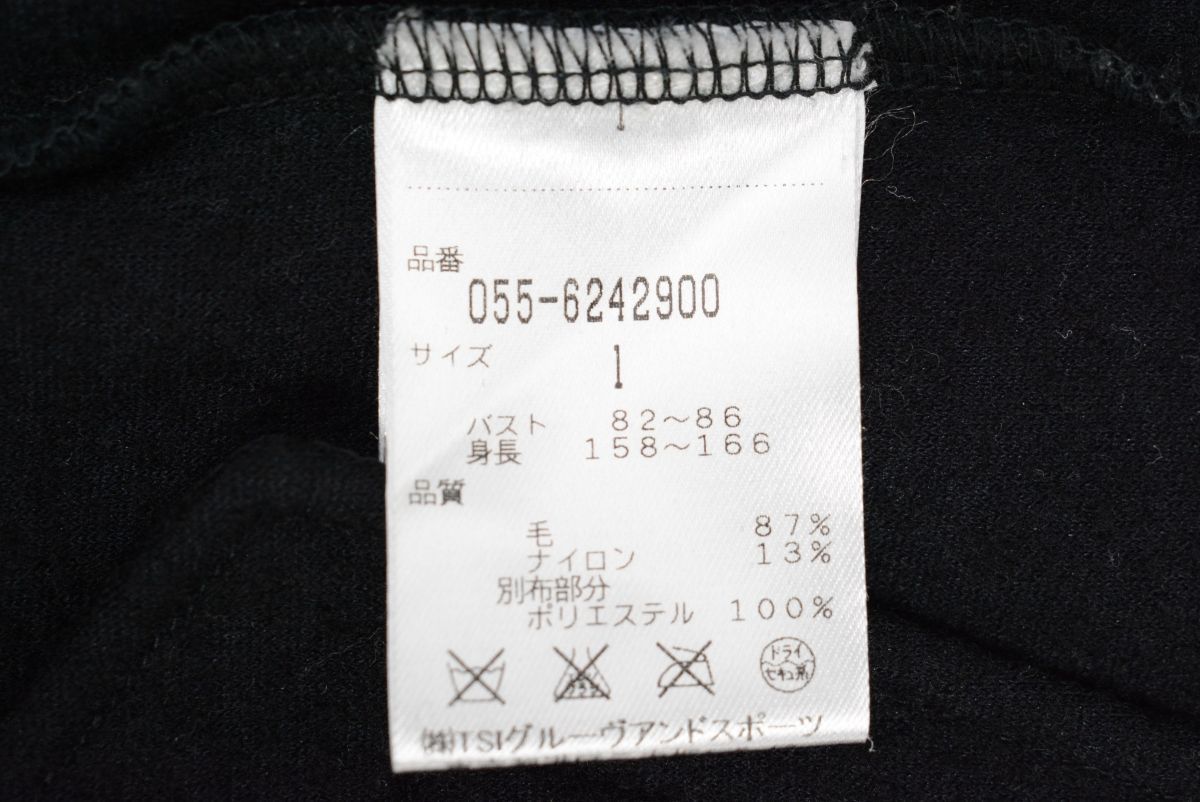 品番
055-6242900
サイズ 1
バスト 82～86
身長 158～166
品質
毛 87%
ナイロン 13%
別布部分
ポリエステル 100%
ドライ
セキユ系
㈱TSIグルーヴアンドスポーツ